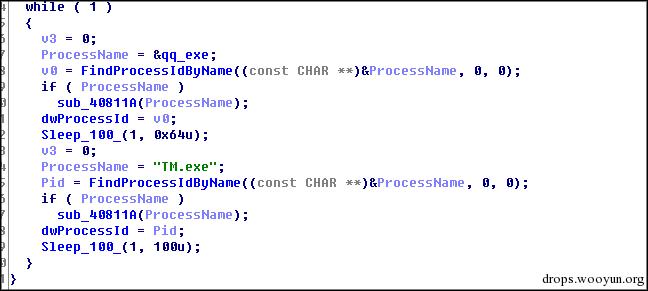 while ( 1 )
{
v3 = 0;
ProcessName = &qq_exe;
v0 = FindProcessIdByName((const CHAR **)&ProcessName, 0, 0);
if ( ProcessName )
sub_40811A(ProcessName);
dwProcessId = v0;
Sleep_100_(1, 0x64u);
v3 = 0;
ProcessName = "TM.exe";
Pid = FindProcessIdByName((const CHAR **)&ProcessName, 0, 0);
if ( ProcessName )
sub_40811A(ProcessName);
dwProcessId = Pid;
Sleep_100_(1, 100u);
}
}
drops.wooyun.org